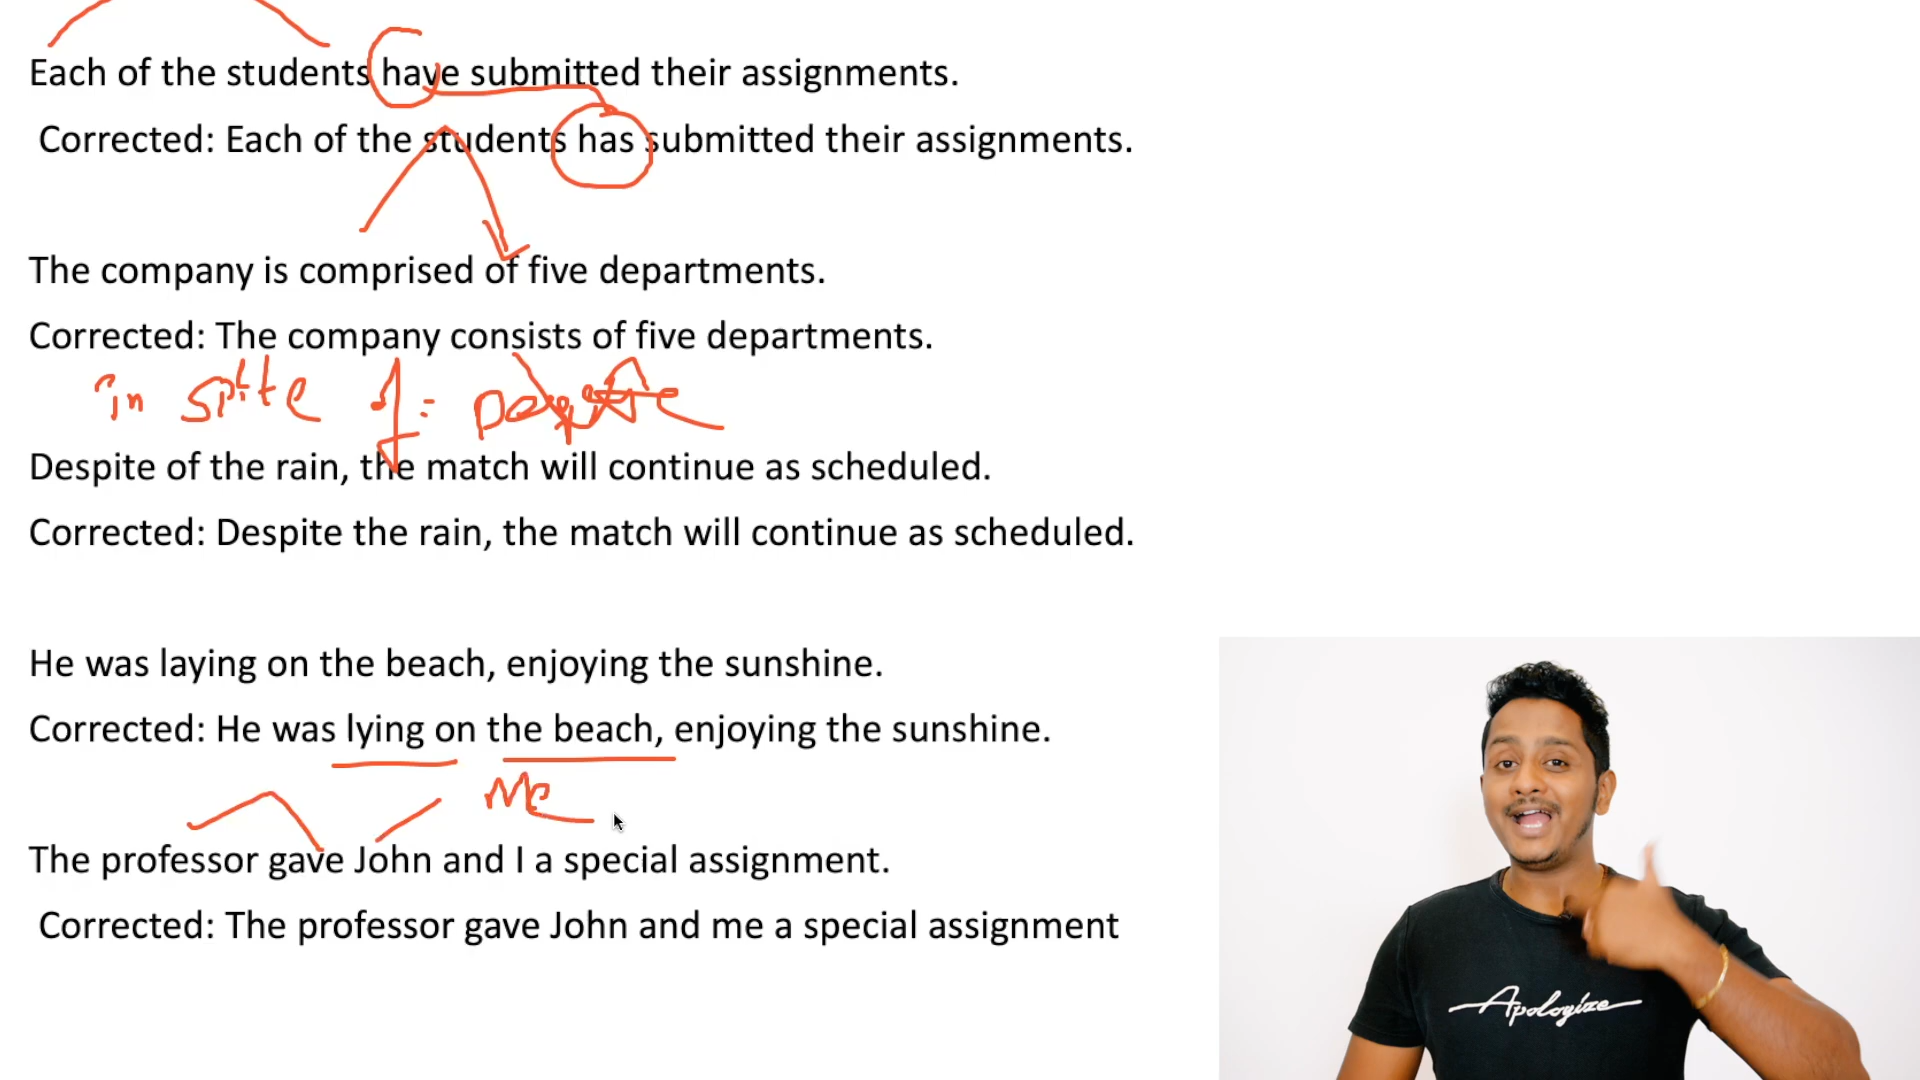 Each of the students have submitted their assignments.
Corrected: Each of the students has submitted their assignments.
The company is comprised of five departments.
Corrected: The company consists of five departments.
in spite of =
Despite of the rain, the match will continue as scheduled.
Corrected: Despite the rain, the match will continue as scheduled.
He was laying on the beach, enjoying the sunshine.
Corrected: He was lying on the beach, enjoying the sunshine.
Me
The professor gave John and I a special assignment.
Corrected: The professor gave John and me a special assignment
Apologize